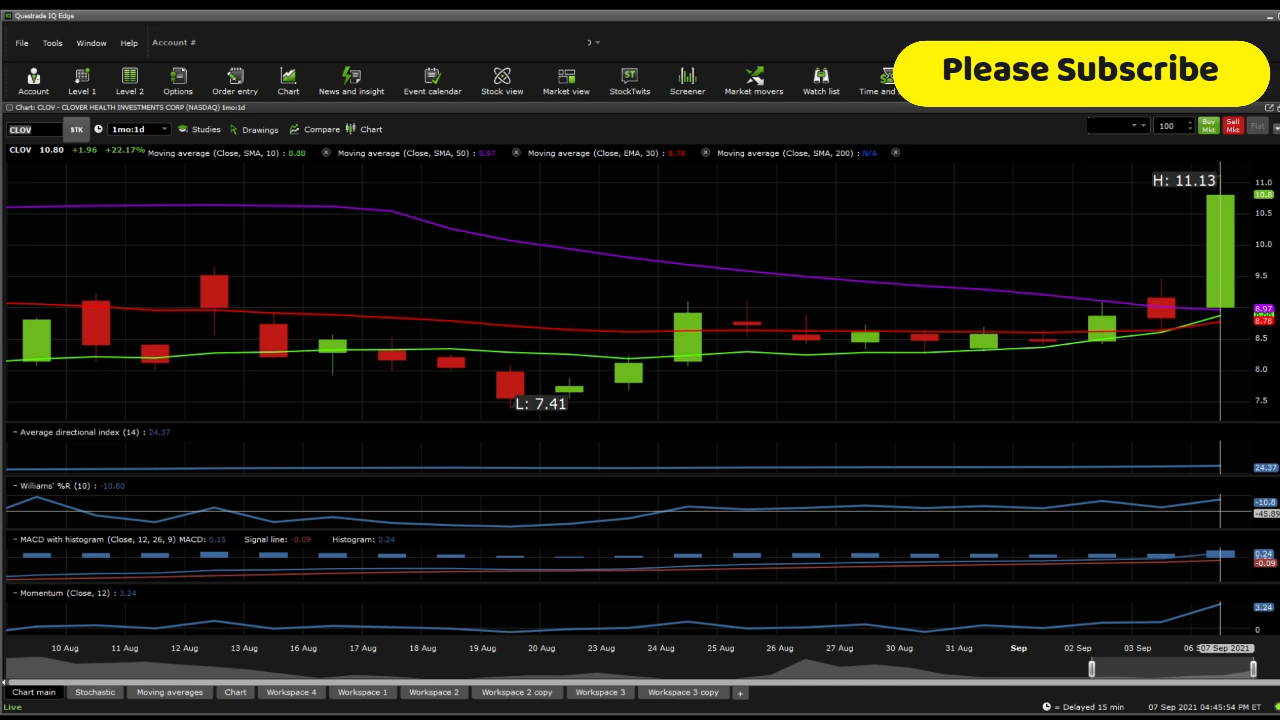 Questrade IQ Edge
File Tools Window Help Account #
Please Subscribe
Account Level 1 Level 2 Options Order entry Chart News and insight Event calendar Stock view Market view StockTwits Screener Market movers Watch list Time and
Chart: CLOV - CLOVER HEALTH INVESTMENTS CORP (NASDAQ) 1mo:1d
CLOV STK 1mo:1d Studies Drawings Compare Chart 100 Buy Mkt Sell Mkt Flat
CLOV 10.80 +1.96 +22.17% Moving average (Close, SMA, 10) : 8.88 Moving average (Close, SMA, 50) : 8.97 Moving average (Close, EMA, 30) : 8.78 Moving average (Close, SMA, 200) : N/A
H: 11.13
11.0
10.8
10.5
10.0
9.5
9.0
8.97
8.78
8.5
8.0
7.5
L: 7.41
- Average directional index (14) : 24.37
24.37
- Williams' %R (10) : -10.80
-10.8
-45.89
- MACD with histogram (Close, 12, 26, 9) MACD: 0.15 Signal line: -0.09 Histogram: 0.24
0.24
-0.09
- Momentum (Close, 12) : 3.24
3.24
0
10 Aug 11 Aug 12 Aug 13 Aug 16 Aug 17 Aug 18 Aug 19 Aug 20 Aug 23 Aug 24 Aug 25 Aug 26 Aug 27 Aug 30 Aug 31 Aug Sep 02 Sep 03 Sep 06 S 07 Sep 2021
Chart main Stochastic Moving averages Chart Workspace 4 Workspace 1 Workspace 2 Workspace 2 copy Workspace 3 Workspace 3 copy +
Live = Delayed 15 min 07 Sep 2021 04:45:54 PM ET